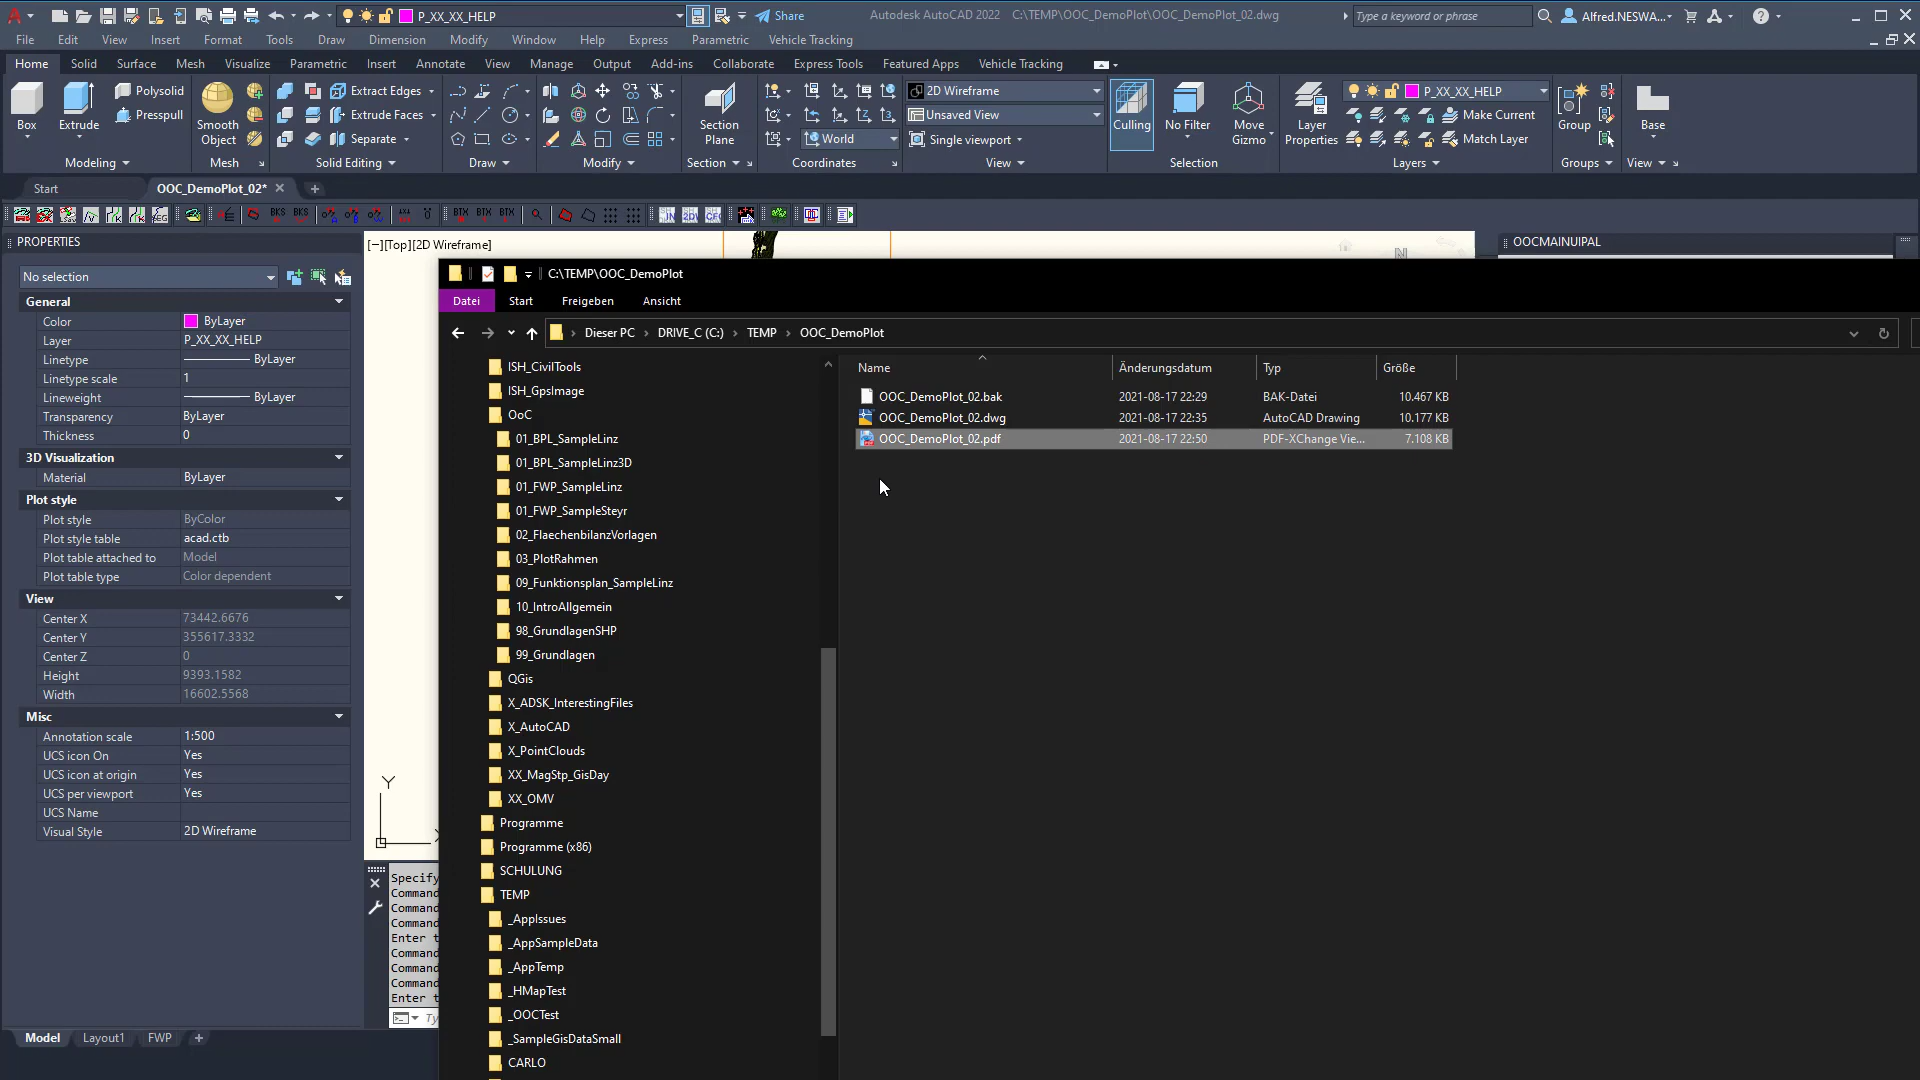 P_XX_XX_HELP
Share
Autodesk AutoCAD 2022 C:\TEMP\OOC_DemoPlot\OOC_DemoPlot_02.dwg
Type a keyword or phrase
Alfred.NESWA...
File Edit View Insert Format Tools Draw Dimension Modify Window Help Express Parametric Vehicle Tracking
Home Solid Surface Mesh Visualize Parametric Insert Annotate View Manage Output Add-ins Collaborate Express Tools Featured Apps Vehicle Tracking
Box
Extrude
Polysolid
Presspull
Smooth Object
Extract Edges
Extrude Faces
Separate
Section Plane
World
2D Wireframe
Unsaved View
Single viewport
Culling
No Filter
Move Gizmo
Layer Properties
P_XX_XX_HELP
Make Current
Match Layer
Group
Base
Modeling Mesh Solid Editing Draw Modify Section Coordinates View Selection Layers Groups View
Start OOC_DemoPlot_02*
BKS BKS BTX BTX BTX
PROPERTIES
[−][Top][2D Wireframe]
N
OOCMAINUIPAL
No selection
General
Color ByLayer
Layer P_XX_XX_HELP
Linetype ByLayer
Linetype scale 1
Lineweight ByLayer
Transparency ByLayer
Thickness 0
3D Visualization
Material ByLayer
Plot style
Plot style ByColor
Plot style table acad.ctb
Plot table attached to Model
Plot table type Color dependent
View
Center X 73442.6676
Center Y 355617.3332
Center Z 0
Height 9393.1582
Width 16602.5568
Misc
Annotation scale 1:500
UCS icon On Yes
UCS icon at origin Yes
UCS per viewport Yes
UCS Name
Visual Style 2D Wireframe
Y
Specify
Command
Command
Command
Enter t
Command
Command
Command
Enter t
Model Layout1 FWP
C:\TEMP\OOC_DemoPlot
Datei Start Freigeben Ansicht
Dieser PC DRIVE_C (C:) TEMP OOC_DemoPlot
ISH_CivilTools
ISH_GpsImage
OoC
01_BPL_SampleLinz
01_BPL_SampleLinz3D
01_FWP_SampleLinz
01_FWP_SampleSteyr
02_FlaechenbilanzVorlagen
03_PlotRahmen
09_Funktionsplan_SampleLinz
10_IntroAllgemein
98_GrundlagenSHP
99_Grundlagen
QGis
X_ADSK_InterestingFiles
X_AutoCAD
X_PointClouds
XX_MagStp_GisDay
XX_OMV
Programme
Programme (x86)
SCHULUNG
TEMP
_AppIssues
_AppSampleData
_AppTemp
_HMapTest
_OOCTest
_SampleGisDataSmall
CARLO
Name Änderungsdatum Typ Größe
OOC_DemoPlot_02.bak 2021-08-17 22:29 BAK-Datei 10.467 KB
OOC_DemoPlot_02.dwg 2021-08-17 22:35 AutoCAD Drawing 10.177 KB
OOC_DemoPlot_02.pdf 2021-08-17 22:50 PDF-XChange Vie... 7.108 KB